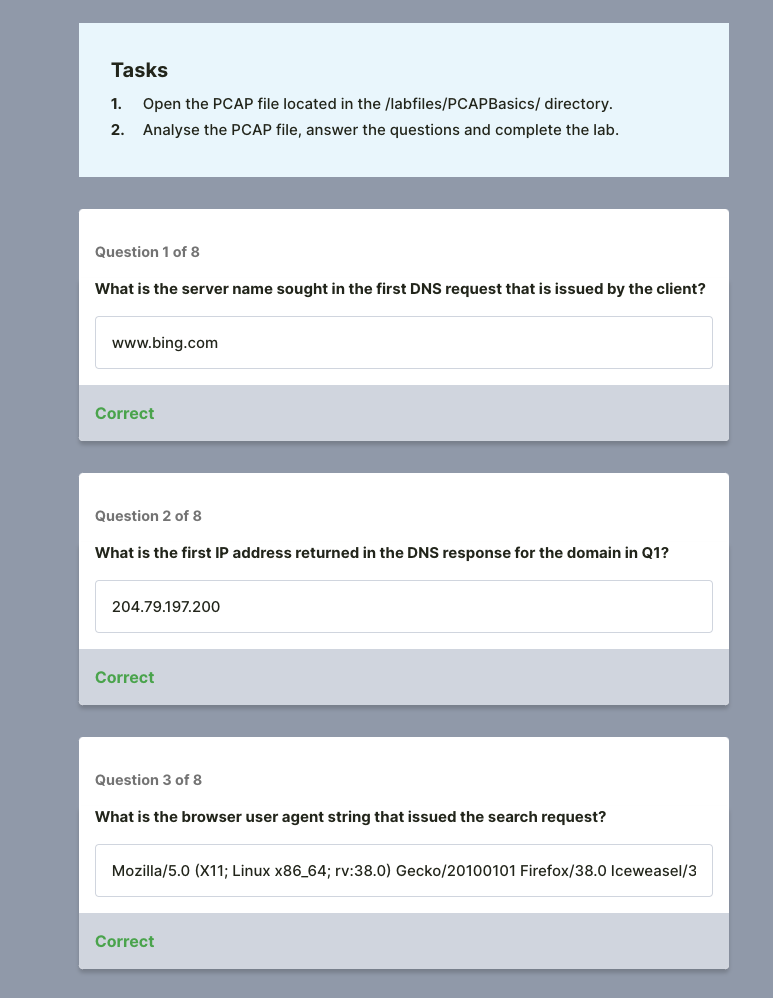 Tasks
1. Open the PCAP file located in the /labfiles/PCAPBasics/ directory.
2. Analyse the PCAP file, answer the questions and complete the lab.
Question 1 of 8
What is the server name sought in the first DNS request that is issued by the client?
www.bing.com
Correct
Question 2 of 8
What is the first IP address returned in the DNS response for the domain in Q1?
204.79.197.200
Correct
Question 3 of 8
What is the browser user agent string that issued the search request?
Mozilla/5.0 (X11; Linux x86_64; rv:38.0) Gecko/20100101 Firefox/38.0 Iceweasel/3
Correct